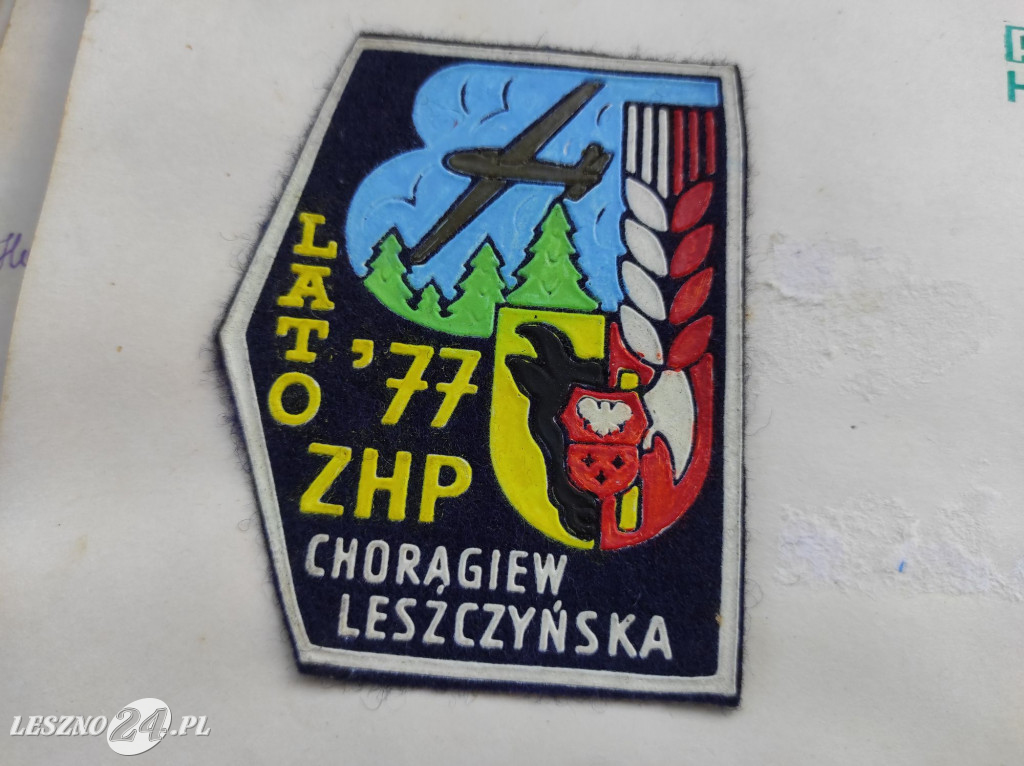 LATO
'77
ZHP
CHORĄGIEW
LESZCZYŃSKA
LESZNO24.PL